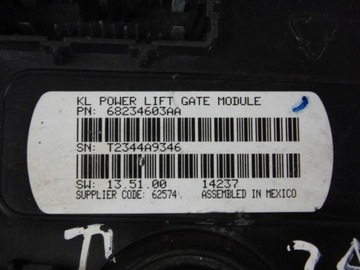 KL POWER LIFT GATE MODULE
PN: 68234603AA
SN: T2344A9346
SW: 13.51.00 14237
SUPPLIER CODE: 62574 ASSEMBLED IN MEXICO